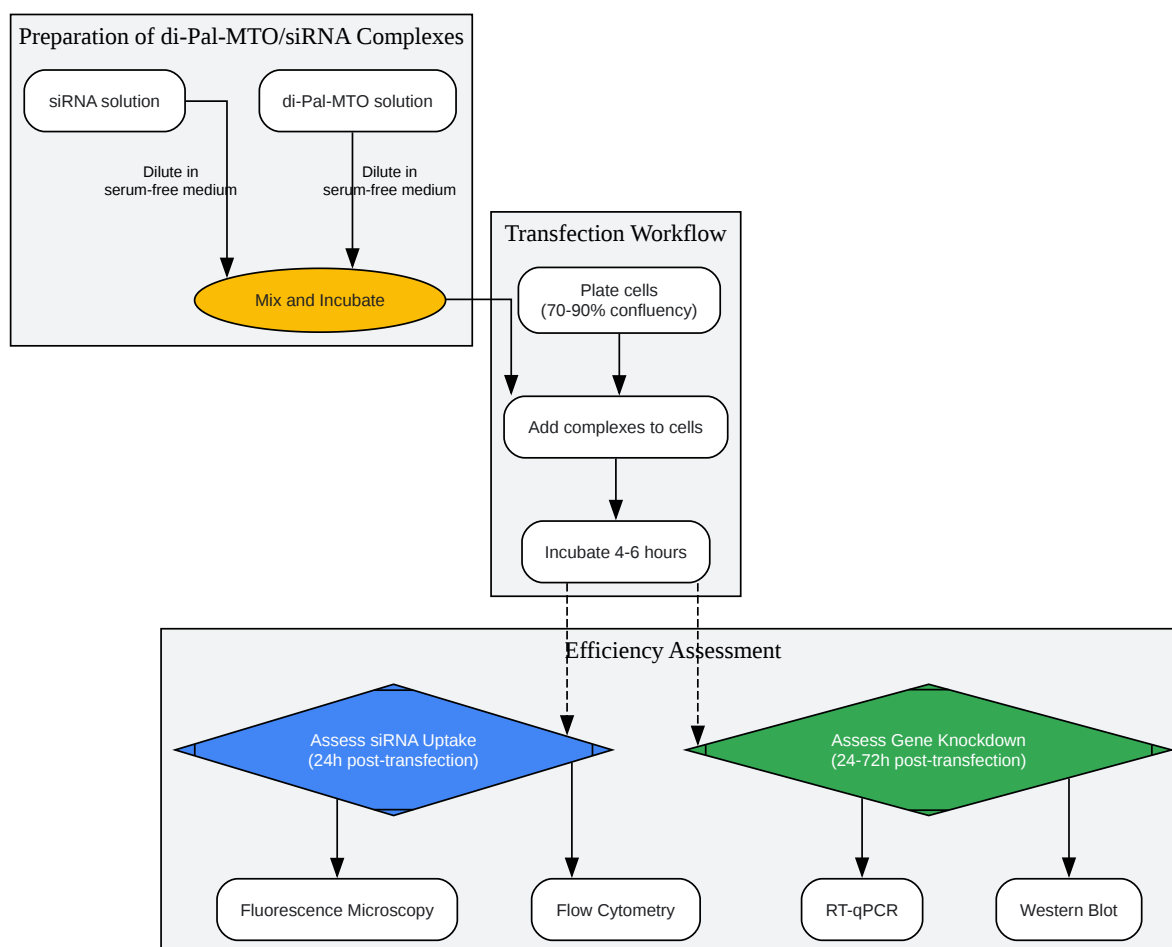 Preparation of di-Pal-MTO/siRNA Complexes
siRNA solution
di-Pal-MTO solution
Dilute in
serum-free medium
Dilute in
serum-free medium
Mix and Incubate
Transfection Workflow
Plate cells
(70-90% confluency)
Add complexes to cells
Incubate 4-6 hours
Efficiency Assessment
Assess siRNA Uptake
(24h post-transfection)
Assess Gene Knockdown
(24-72h post-transfection)
Fluorescence Microscopy
Flow Cytometry
RT-qPCR
Western Blot